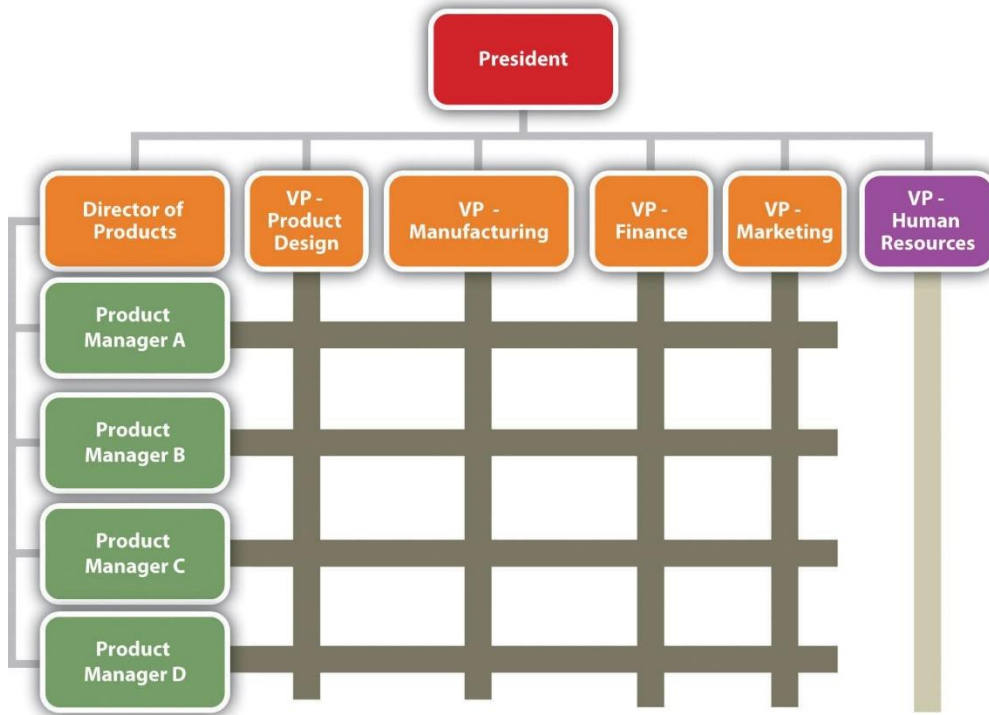 President
Director of
Products
VP -
Product
Design
VP -
Manufacturing
VP -
Finance
VP -
Marketing
VP -
Human
Resources
Product
Manager A
Product
Manager B
Product
Manager C
Product
Manager D